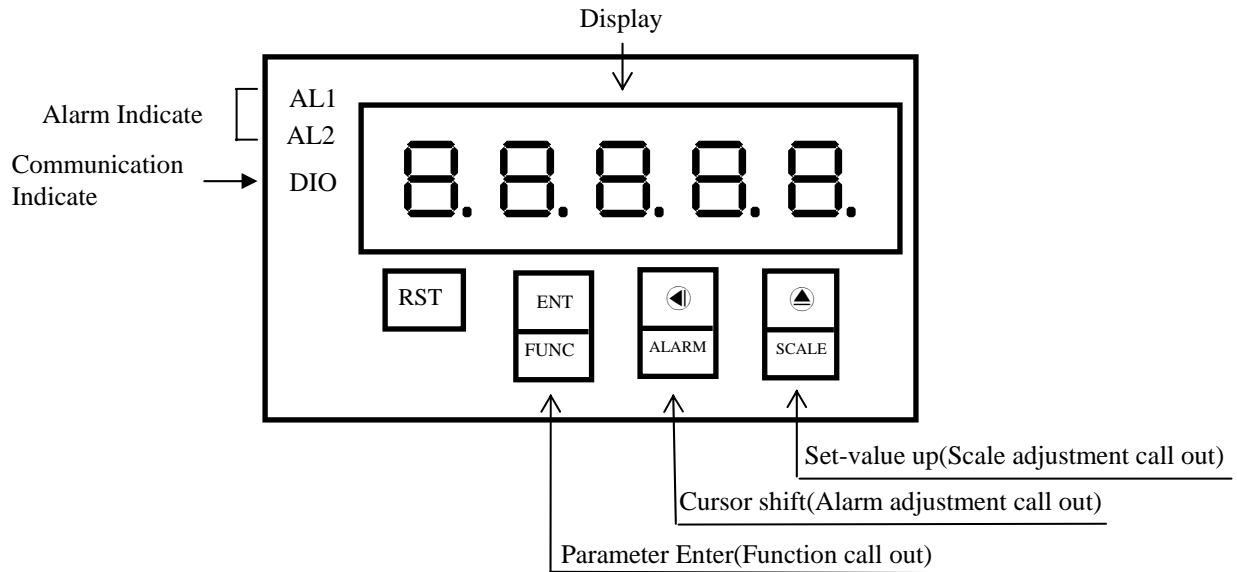 Display
Alarm Indicate
AL1
AL2
Communication
Indicate
DIO
8.8.8.8.8.
RST
ENT
FUNC
ALARM
SCALE
Set-value up(Scale adjustment call out)
Cursor shift(Alarm adjustment call out)
Parameter Enter(Function call out)